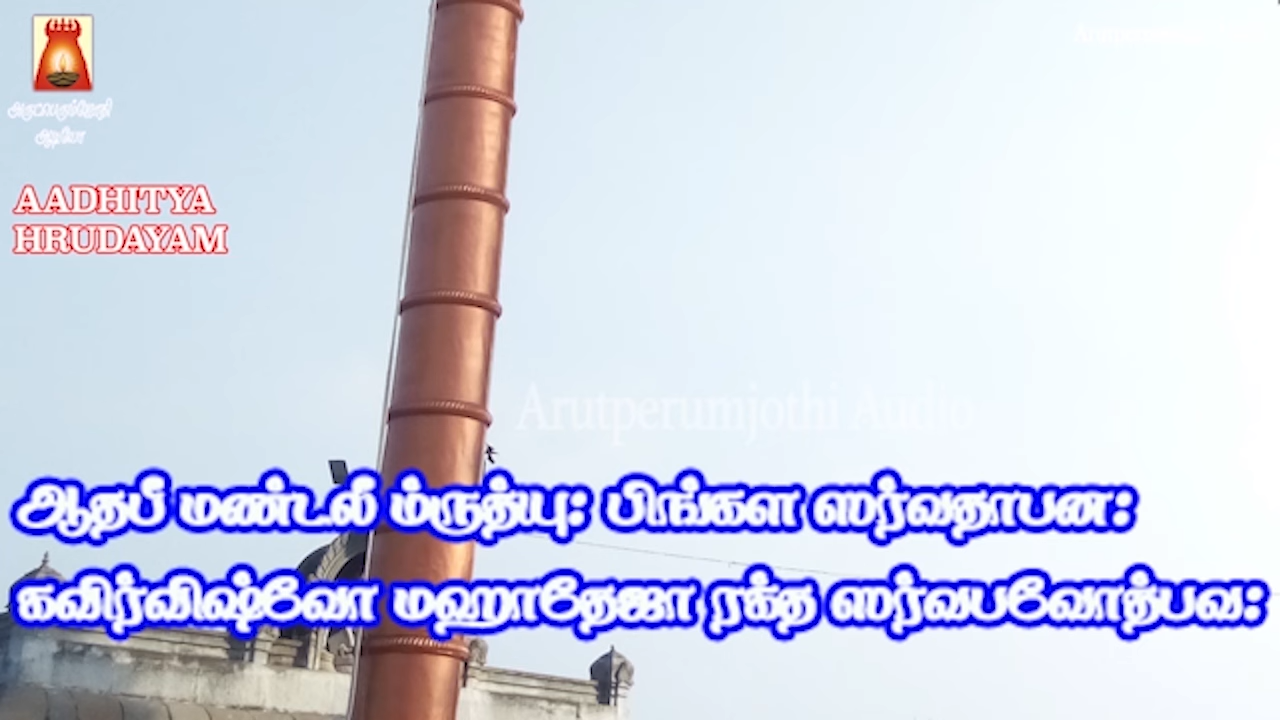 AADHITYA
HRUDAYAM
Arutperumjothi Audio
ஆதபீ மண்டலீ ம்ருத்யு: பிங்கள ஸர்வதாபன:
கவிர்விஷ்வோ மஹாதேஜா ரக்த ஸர்வபவோத்பவ: